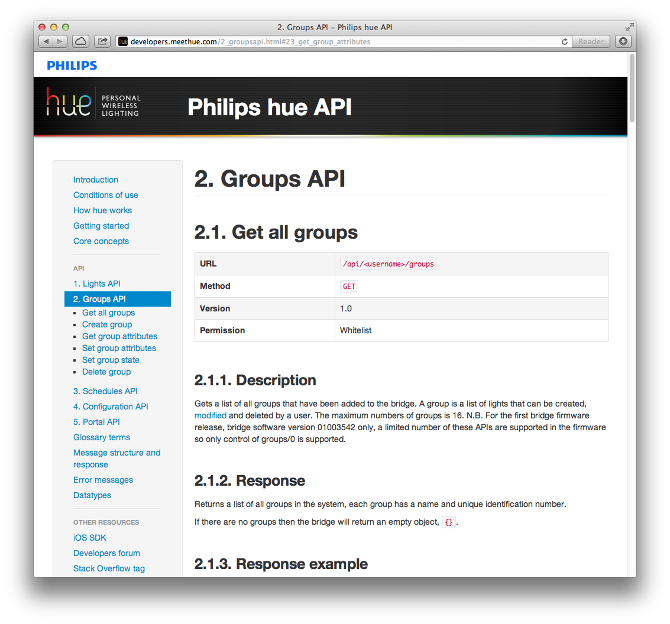 2. Groups API - Philips hue API
developers.meethue.com/2_groupsapi.html#23_get_group_attributes
Reader
PHILIPS
hue
PERSONAL
WIRELESS
LIGHTING
Philips hue API
Introduction
Conditions of use
How hue works
Getting started
Core concepts
API
1. Lights API
2. Groups API
Get all groups
Create group
Get group attributes
Set group attributes
Set group state
Delete group
3. Schedules API
4. Configuration API
5. Portal API
Glossary terms
Message structure and
response
Error messages
Datatypes
OTHER RESOURCES
iOS SDK
Developers forum
Stack Overflow tag
2. Groups API
2.1. Get all groups
URL /api/<username>/groups
Method GET
Version 1.0
Permission Whitelist
2.1.1. Description
Gets a list of all groups that have been added to the bridge. A group is a list of lights that can be created,
modified and deleted by a user. The maximum numbers of groups is 16. N.B. For the first bridge firmware
release, bridge software version 01003542 only, a limited number of these APIs are supported in the firmware
so only control of groups/0 is supported.
2.1.2. Response
Returns a list of all groups in the system, each group has a name and unique identification number.
If there are no groups then the bridge will return an empty object, {}.
2.1.3. Response example